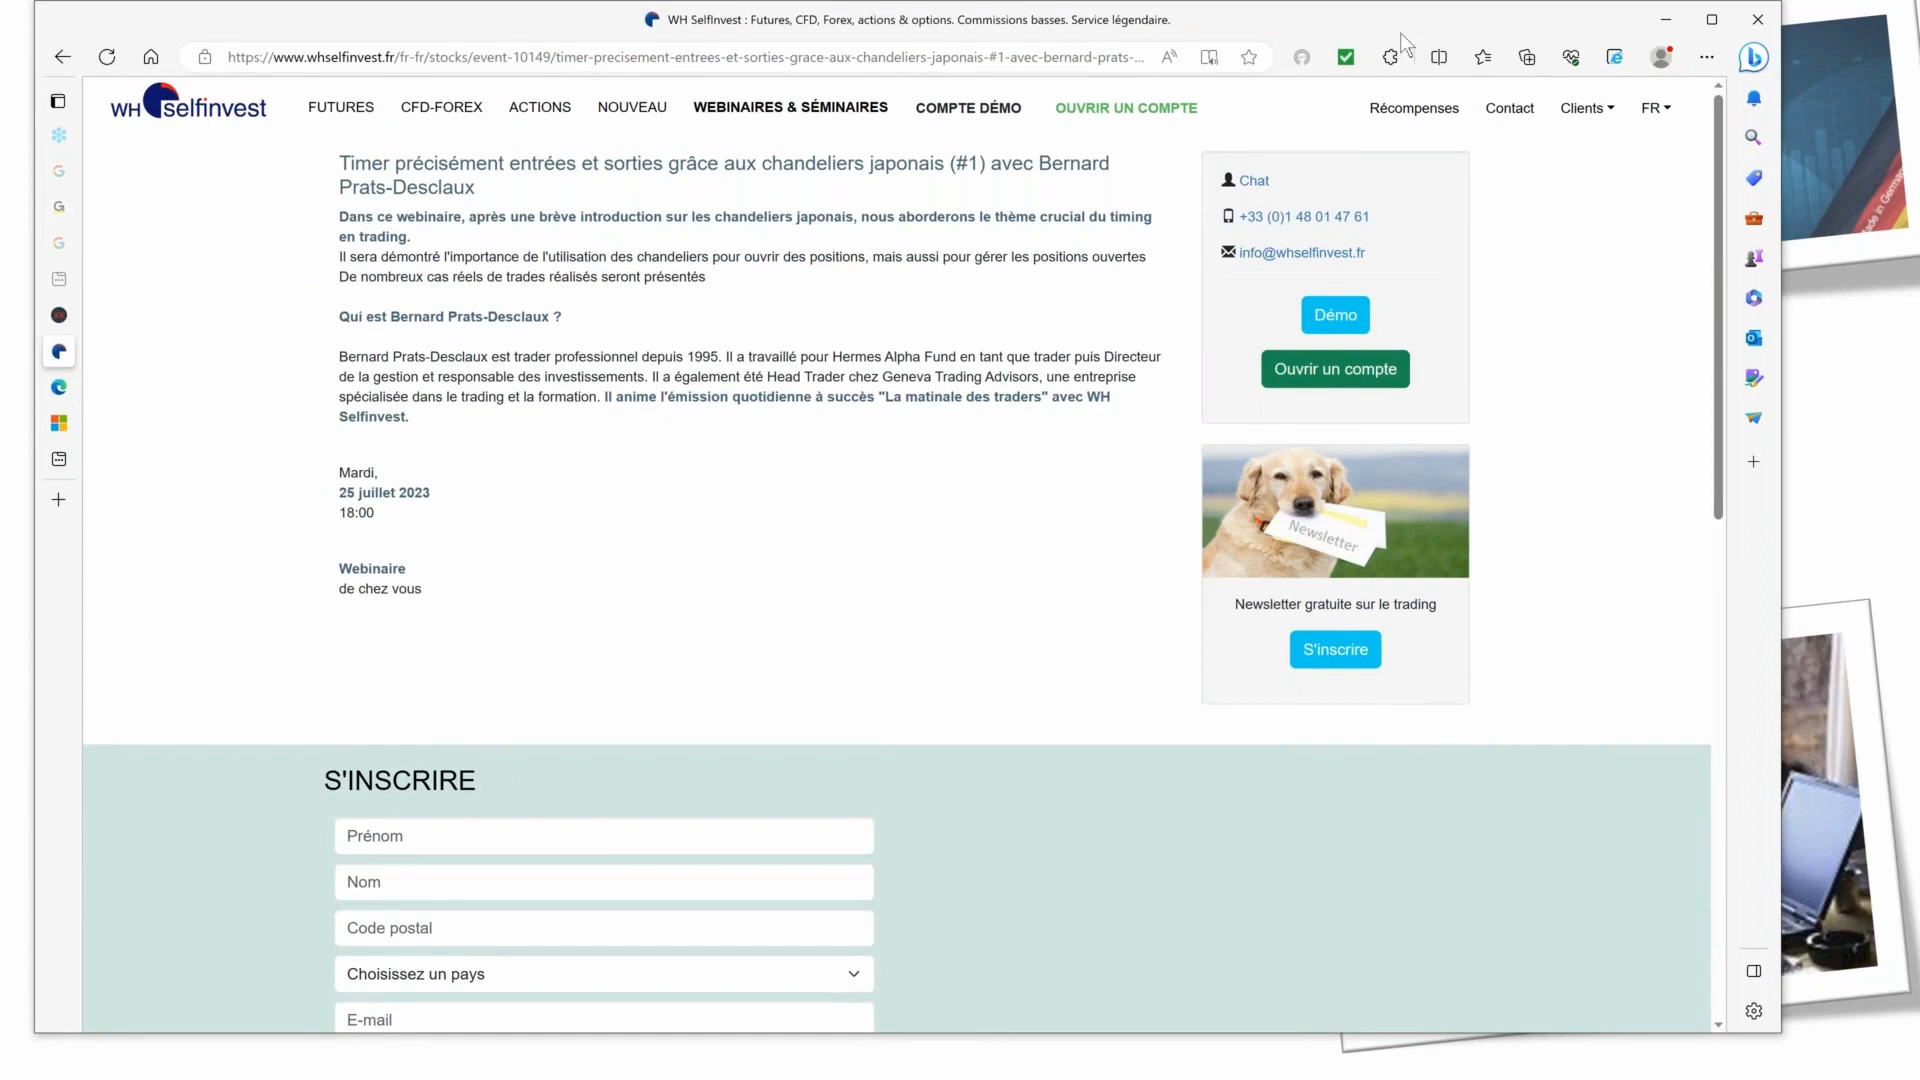 WH SelfInvest : Futures, CFD, Forex, actions & options. Commissions basses. Service légendaire.
https://www.whselfinvest.fr/fr-fr/stocks/event-10149/timer-precisement-entrees-et-sorties-grace-aux-chandeliers-japonais-#1-avec-bernard-prats-...
WH selfinvest
FUTURES CFD-FOREX ACTIONS NOUVEAU WEBINAIRES & SÉMINAIRES COMPTE DÉMO OUVRIR UN COMPTE Récompenses Contact Clients FR
Timer précisément entrées et sorties grâce aux chandeliers japonais (#1) avec Bernard
Prats-Desclaux
Dans ce webinaire, après une brève introduction sur les chandeliers japonais, nous aborderons le thème crucial du timing
en trading.
Il sera démontré l'importance de l'utilisation des chandeliers pour ouvrir des positions, mais aussi pour gérer les positions ouvertes
De nombreux cas réels de trades réalisés seront présentés
Qui est Bernard Prats-Desclaux ?
Bernard Prats-Desclaux est trader professionnel depuis 1995. Il a travaillé pour Hermes Alpha Fund en tant que trader puis Directeur
de la gestion et responsable des investissements. Il a également été Head Trader chez Geneva Trading Advisors, une entreprise
spécialisée dans le trading et la formation. Il anime l'émission quotidienne à succès "La matinale des traders" avec WH
Selfinvest.
Mardi,
25 juillet 2023
18:00
Webinaire
de chez vous
Chat
+33 (0)1 48 01 47 61
info@whselfinvest.fr
Démo
Ouvrir un compte
Newsletter
Newsletter gratuite sur le trading
S'inscrire
S'INSCRIRE
Prénom
Nom
Code postal
Choisissez un pays
E-mail
Made in German